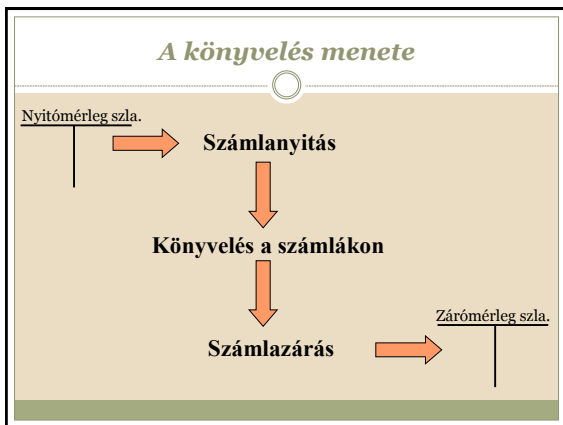 A könyvelés menete
Nyitómérleg szla.
Számlanyitás
Könyvelés a számlákon
Zárómérleg szla.
Számlazárás